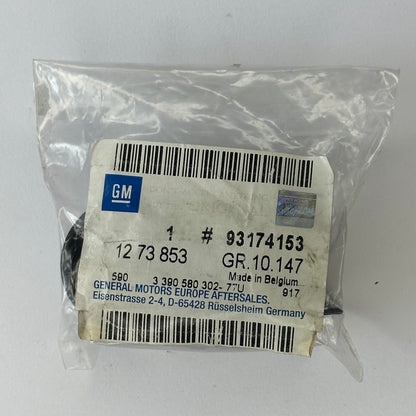 GM
1 # 93174153
12 73 853 GR.10.147
Made in Belgium
590 3 390 580 302- 77U 917
GENERAL MOTORS EUROPE AFTERSALES.
Eisenstrasse 2-4, D-65428 Rüsselsheim Germany